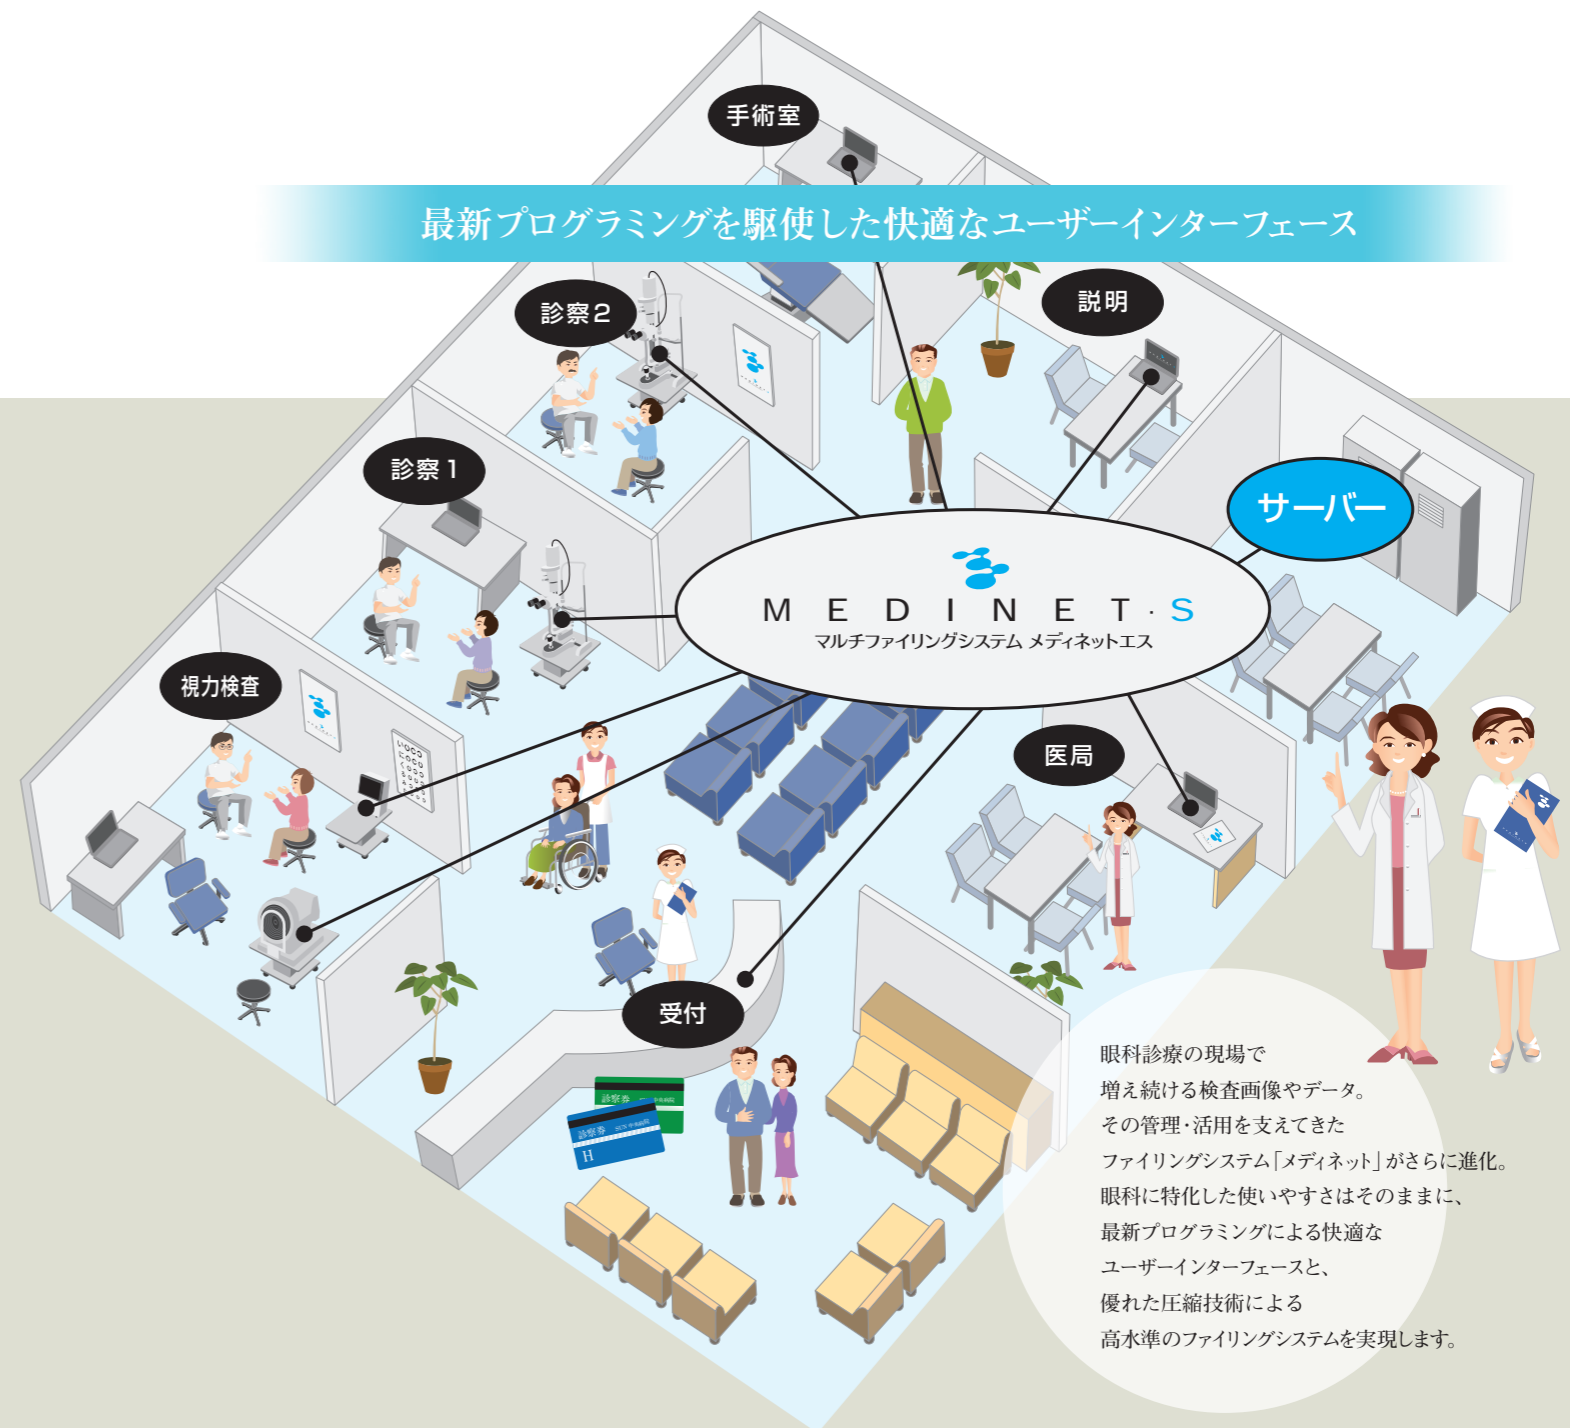 手術室
最新プログラミングを駆使した快適なユーザーインターフェース
診察2
説明
診察1
サーバー
MEDINET・S
マルチファイリングシステム メディネットエス
視力検査
医局
受付
診察券
診察券
H
眼科診療の現場で
増え続ける検査画像やデータ。
その管理・活用を支えてきた
ファイリングシステム「メディネット」がさらに進化。
眼科に特化した使いやすさはそのままに、
最新プログラミングによる快適な
ユーザーインターフェースと、
優れた圧縮技術による
高水準のファイリングシステムを実現します。